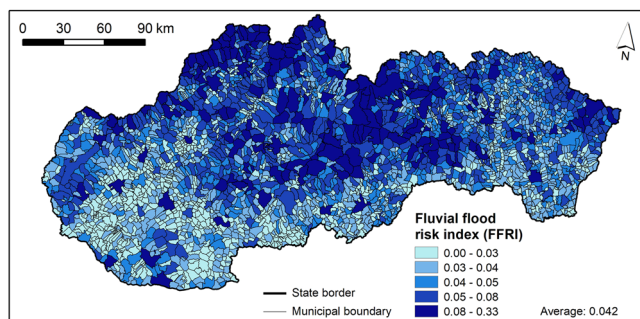 0 30 60 90 km
N
Fluvial flood
risk index (FFRI)
0.00 - 0.03
0.03 - 0.04
0.04 - 0.05
0.05 - 0.08
0.08 - 0.33
State border
Municipal boundary
Average: 0.042